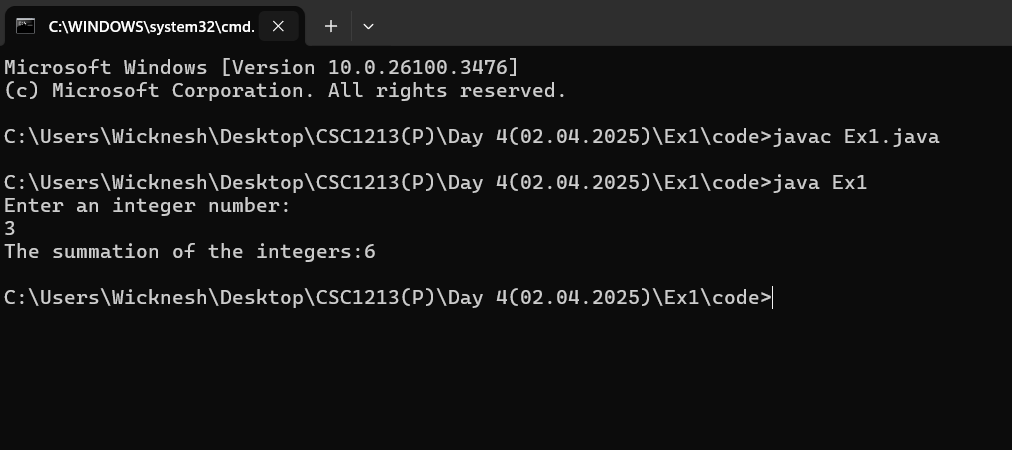 C:\WINDOWS\system32\cmd.
Microsoft Windows [Version 10.0.26100.3476]
(c) Microsoft Corporation. All rights reserved.
C:\Users\Wicknesh\Desktop\CSC1213(P)\Day 4(02.04.2025)\Ex1\code>javac Ex1.java
C:\Users\Wicknesh\Desktop\CSC1213(P)\Day 4(02.04.2025)\Ex1\code>java Ex1
Enter an integer number:
3
The summation of the integers:6
C:\Users\Wicknesh\Desktop\CSC1213(P)\Day 4(02.04.2025)\Ex1\code>